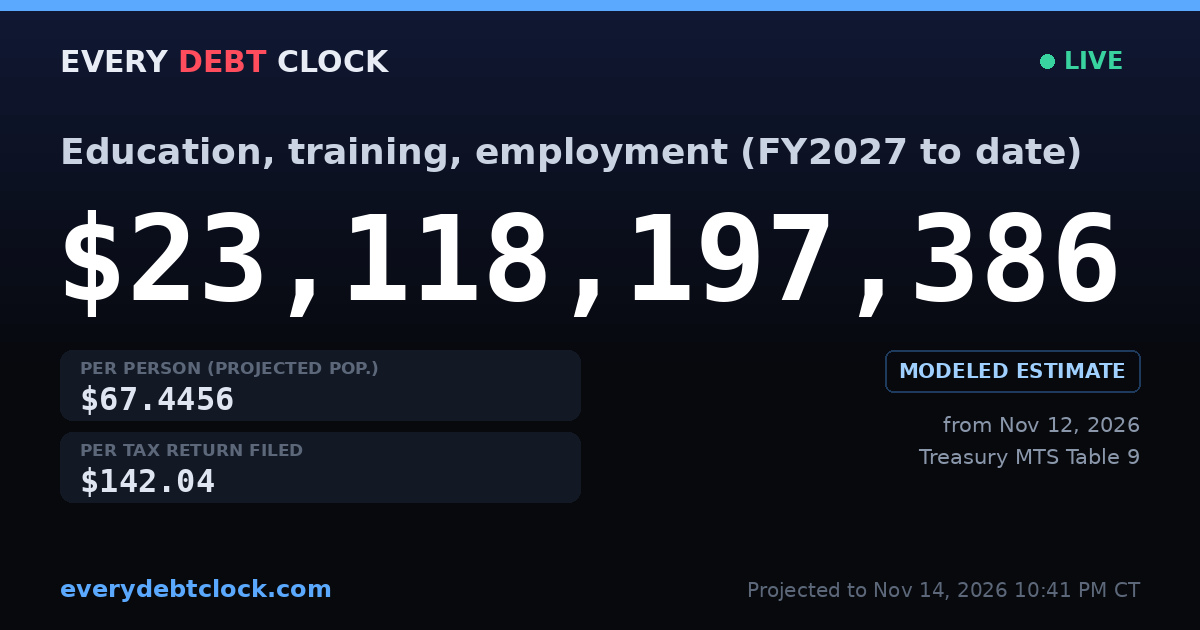 EVERY DEBT CLOCK
LIVE
Education, training, employment (FY2027 to date)
$23,118,197,386
PER PERSON (PROJECTED POP.)
$67.4456
PER TAX RETURN FILED
$142.04
MODELED ESTIMATE
from Nov 12, 2026
Treasury MTS Table 9
everydebtclock.com
Projected to Nov 14, 2026 10:41 PM CT